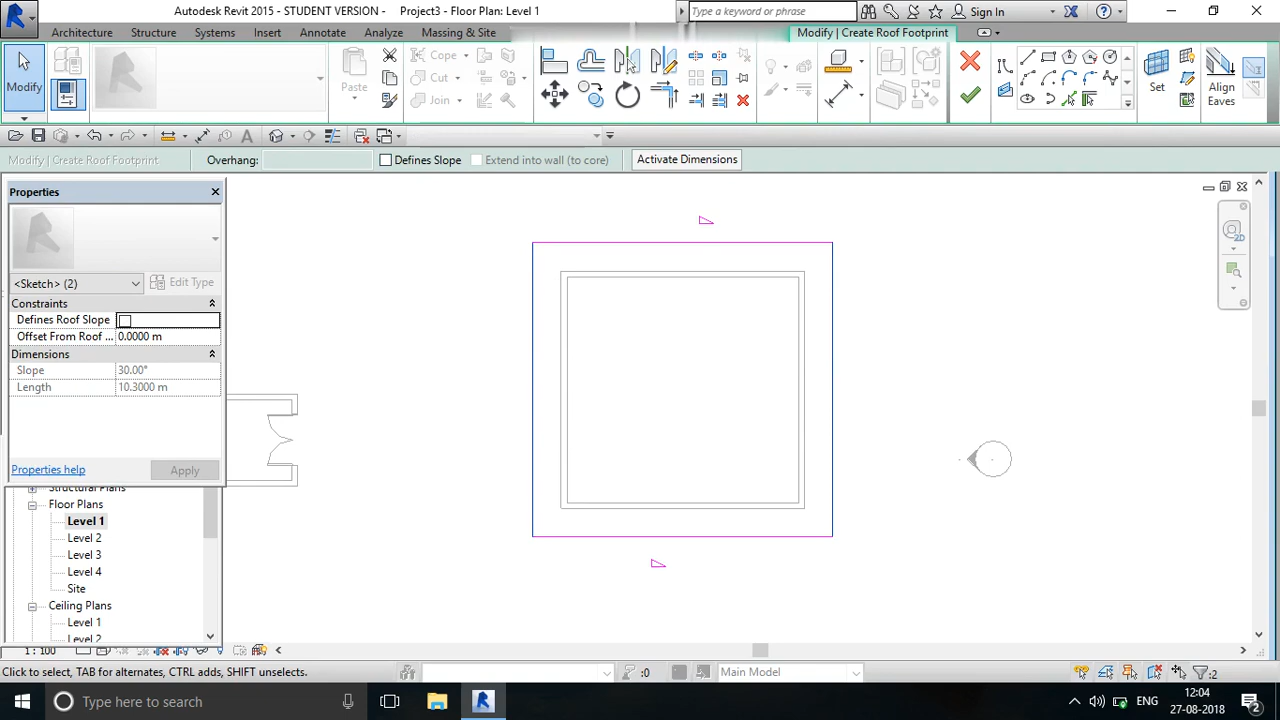 Autodesk Revit 2015 - STUDENT VERSION - Project3 - Floor Plan: Level 1
Type a keyword or phrase
Sign In
Architecture Structure Systems Insert Annotate Analyze Massing & Site
Modify | Create Roof Footprint
Modify
Paste
Cope
Cut
Join
Set
Align
Eaves
Modify | Create Roof Footprint
Overhang:
Defines Slope
Extend into wall (to core)
Activate Dimensions
Properties
<Sketch> (2)
Edit Type
Constraints
Defines Roof Slope
Offset From Roof ... 0.0000 m
Dimensions
Slope 30.00°
Length 10.3000 m
Properties help
Apply
Structural Plans
Floor Plans
Level 1
Level 2
Level 3
Level 4
Site
Ceiling Plans
Level 1
Level 2
2D
1 : 100
Click to select, TAB for alternates, CTRL adds, SHIFT unselects.
:0
Main Model
:2
Type here to search
ENG
12:04
27-08-2018
2